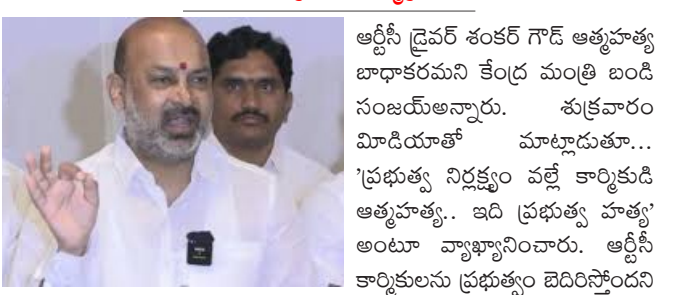 ఆర్టీసీ డ్రైవర్ శంకర్ గౌడ్ ఆత్మహత్య
బాధాకరమని కేంద్ర మంత్రి బండి
సంజయ్అన్నారు. శుక్రవారం
మీడియాతో మాట్లాడుతూ...
'ప్రభుత్వ నిర్లక్ష్యం వల్లే కార్మికుడి
ఆత్మహత్య.. ఇది ప్రభుత్వ హత్య'
అంటూ వ్యాఖ్యానించారు. ఆర్టీసీ
కార్మికులను ప్రభుత్వం బెదిరిస్తోందని